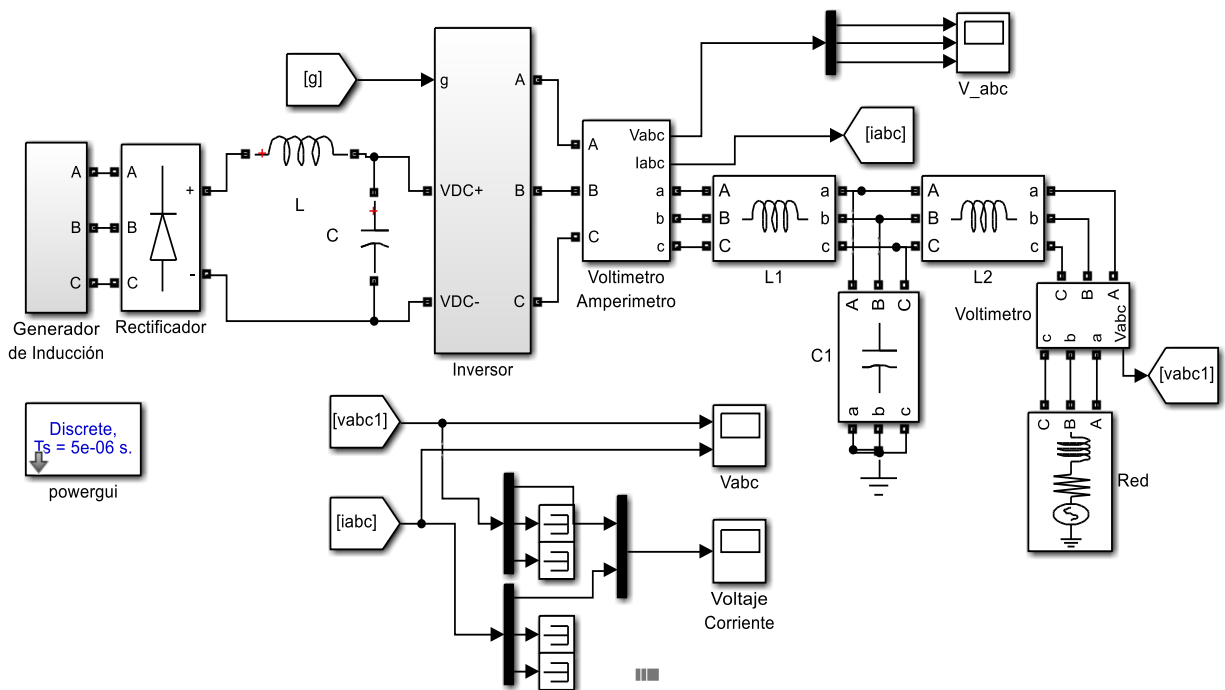 [g]
g
A
B
C
VDC+
VDC-
Inversor
A
B
C
Generador
de Inducción
A
B
C
+
-
Rectificador
+
L
+
C
A
B
C
Vabc
Iabc
a
b
c
Voltimetro
Amperimetro
V_abc
[iabc]
A
B
C
a
b
c
L1
A
B
C
a
b
c
L2
A
B
C
a
b
c
C1
C
B
A
Vabc
c
b
a
Voltimetro
[vabc1]
C
B
A
Red
Discrete,
Ts = 5e-06 s.
powergui
[vabc1]
[iabc]
Vabc
Voltaje
Corriente